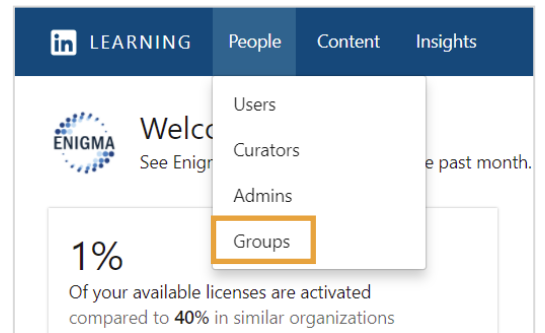 in LEARNING People Content Insights
Users
ENIGMA Welc
Curators
See Enig e past month.
Admins
Groups
1%
Of your available licenses are activated
compared to 40% in similar organizations